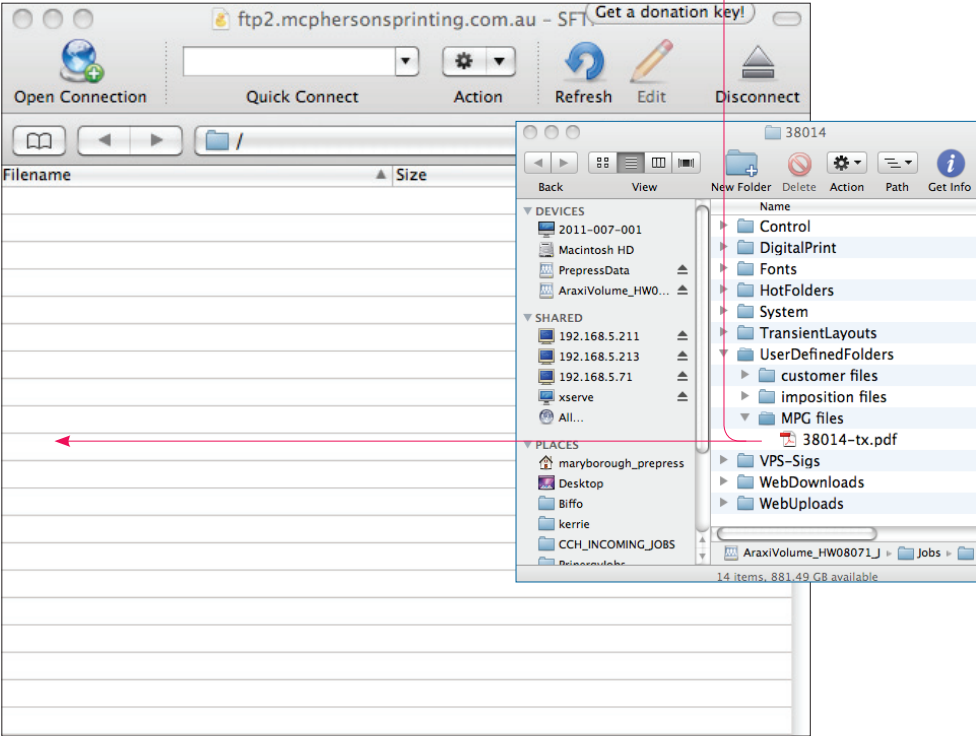 ftp2.mcphersonsprinting.com.au – SFT
Get a donation key!
Open Connection
Quick Connect
Action
Refresh
Edit
Disconnect
/
Filename
Size
38014
Back
View
New Folder
Delete
Action
Path
Get Info
Name
DEVICES
2011-007-001
Macintosh HD
PrepressData
AraxiVolume_HW0...
SHARED
192.168.5.211
192.168.5.213
192.168.5.71
xserve
All...
PLACES
maryborough_prepress
Desktop
Biffo
kerrie
CCH_INCOMING_JOBS
PrinergyJobs
Control
DigitalPrint
Fonts
HotFolders
System
TransientLayouts
UserDefinedFolders
customer files
imposition files
MPG files
38014-tx.pdf
VPS-Sigs
WebDownloads
WebUploads
AraxiVolume_HW08071_J
Jobs
14 items, 881.49 GB available